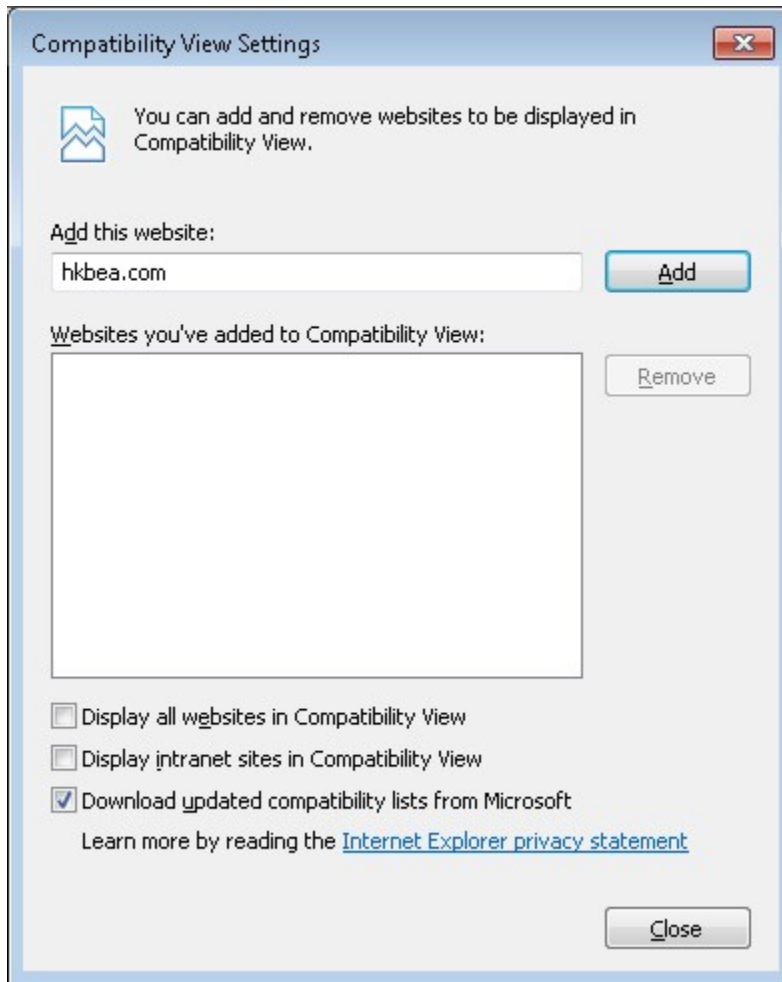 Compatibility View Settings
You can add and remove websites to be displayed in
Compatibility View.
Add this website:
hkbea.com
Add
Websites you've added to Compatibility View:
Remove
Display all websites in Compatibility View
Display intranet sites in Compatibility View
Download updated compatibility lists from Microsoft
Learn more by reading the Internet Explorer privacy statement
Close